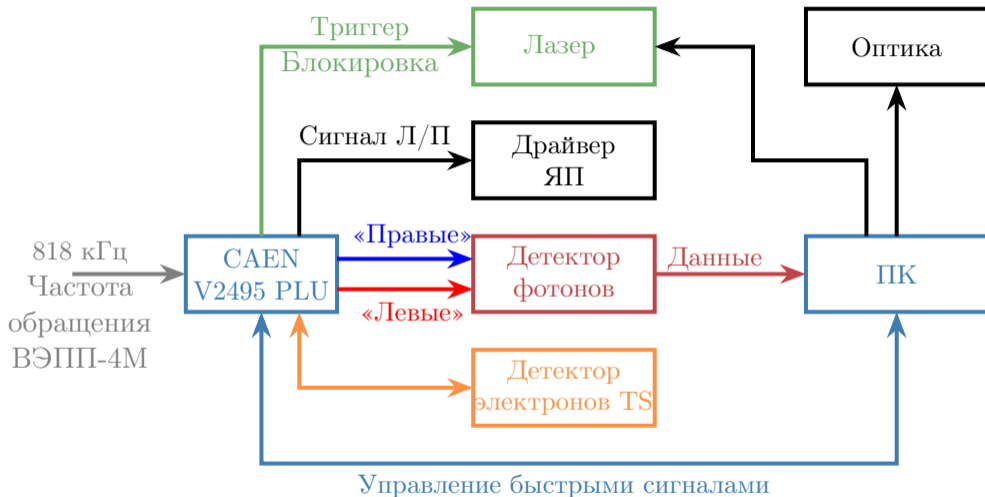 Триггер
Блокировка
Лазер
Оптика
Сигнал Л/П
Драйвер
ЯП
818 кГц
Частота
обращения
ВЭПП-4М
CAEN
V2495 PLU
«Правые»
«Левые»
Детектор
фотонов
Данные
ПК
Детектор
электронов TS
Управление быстрыми сигналами